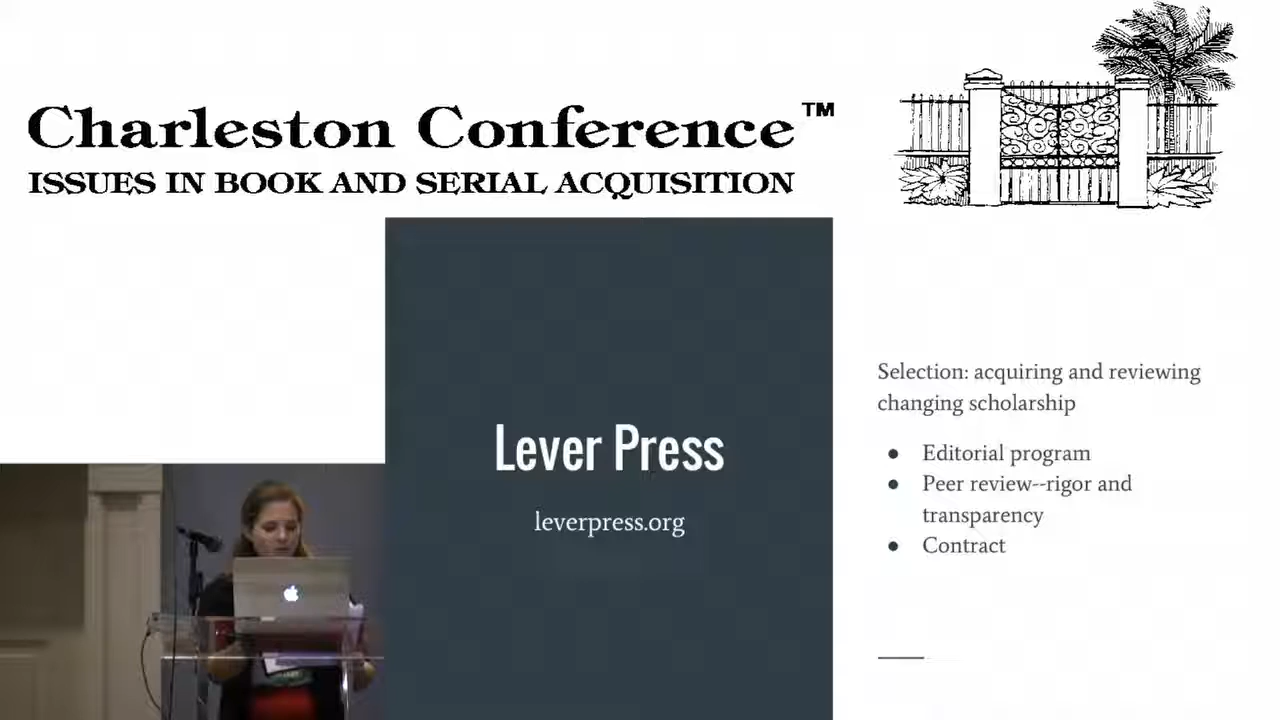 Charleston Conference™
ISSUES IN BOOK AND SERIAL ACQUISITION
Lever Press
leverpress.org
Selection: acquiring and reviewing
changing scholarship
● Editorial program
● Peer review--rigor and
transparency
● Contract